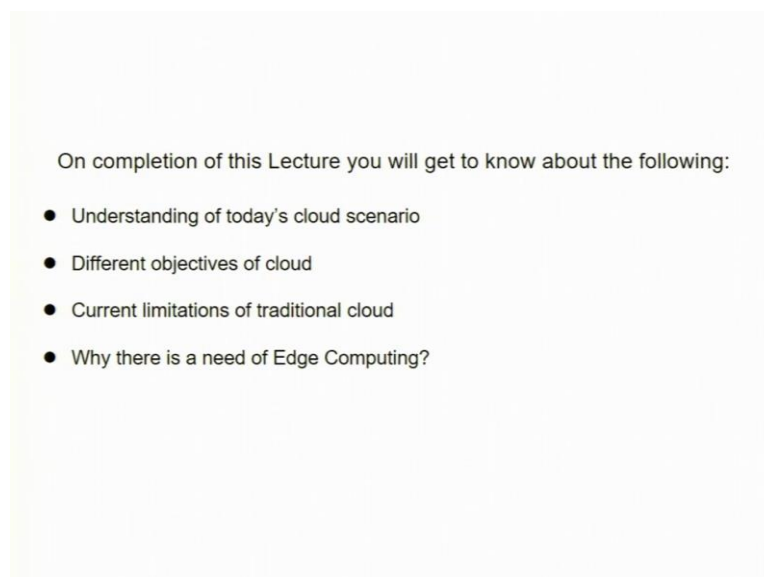 On completion of this Lecture you will get to know about the following:
● Understanding of today's cloud scenario
● Different objectives of cloud
● Current limitations of traditional cloud
● Why there is a need of Edge Computing?